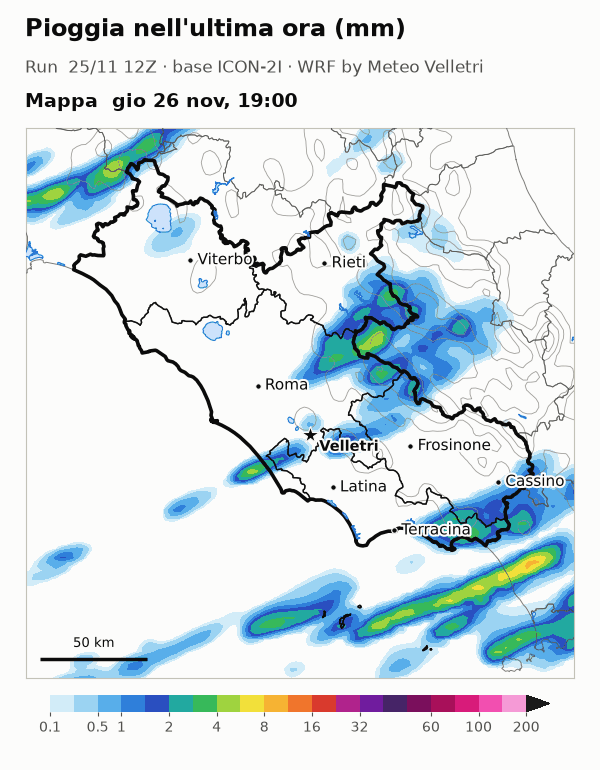 Pioggia nell'ultima ora (mm)
Run  25/11 12Z · base ICON-2I · WRF by Meteo Velletri
Mappa  gio 26 nov, 19:00
Viterbo
Rieti
Roma
Velletri
Frosinone
Cassino
Latina
Terracina
50 km
0.1 0.5 1 2 4 8 16 32 60 100 200